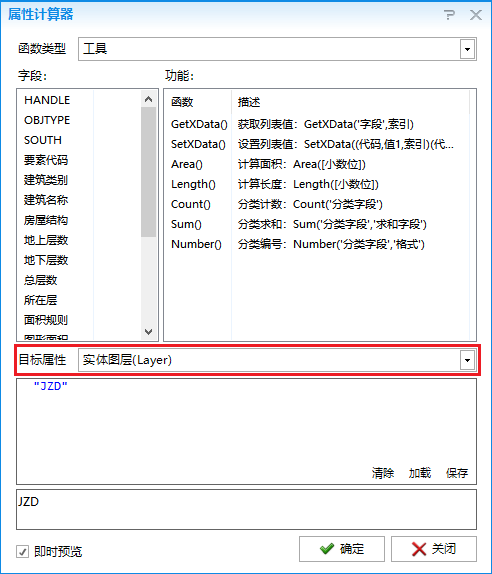 属性计算器
函数类型 工具
字段： 功能：
HANDLE
OBJTYPE
SOUTH
要素代码
建筑类别
建筑名称
房屋结构
地上层数
地下层数
总层数
所在层
面积规则
图形面积
函数 描述
GetXData() 获取列表值：GetXData('字段',索引)
SetXData() 设置列表值：SetXData((代码,值1,索引)(代...
Area() 计算面积：Area([小数位])
Length() 计算长度：Length([小数位])
Count() 分类计数：Count('分类字段')
Sum() 分类求和：Sum('分类字段','求和字段')
Number() 分类编号：Number('分类字段','格式')
目标属性 实体图层(Layer)
"JZD"
清除 加载 保存
JZD
即时预览 确定 关闭